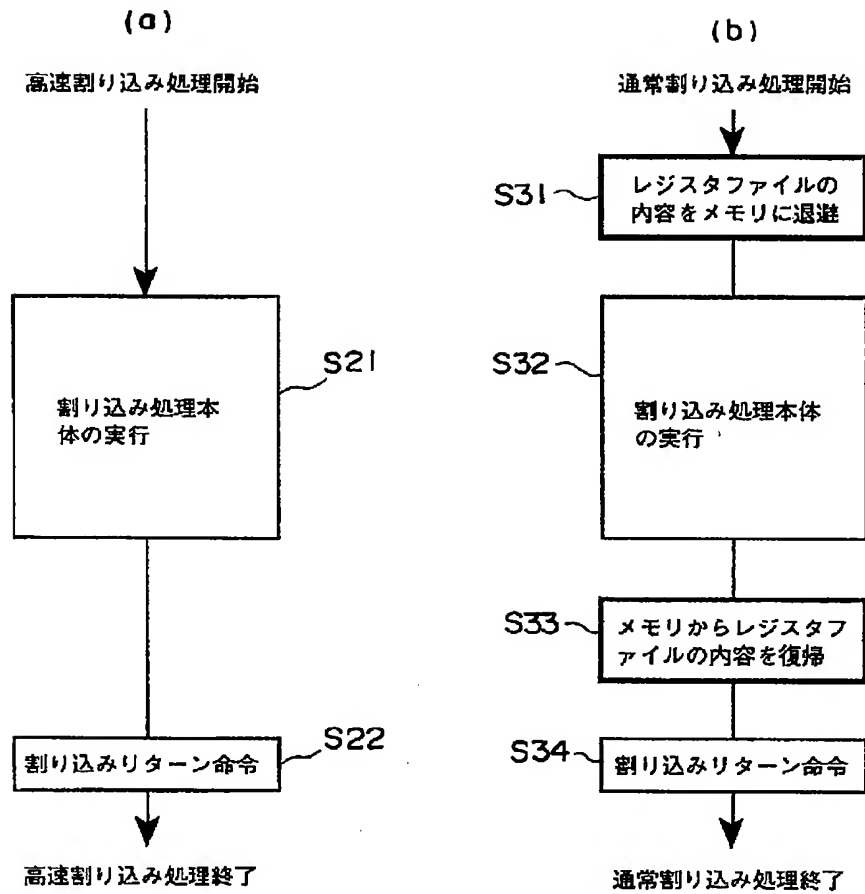 (a)
高速割り込み処理開始
S21
割り込み処理本
体の実行
S22
割り込みリターン命令
高速割り込み処理終了
(b)
通常割り込み処理開始
S31
レジスタファイルの
内容をメモリに退避
S32
割り込み処理本体
の実行
S33
メモリからレジスタフ
ァイルの内容を復帰
S34
割り込みリターン命令
通常割り込み処理終了